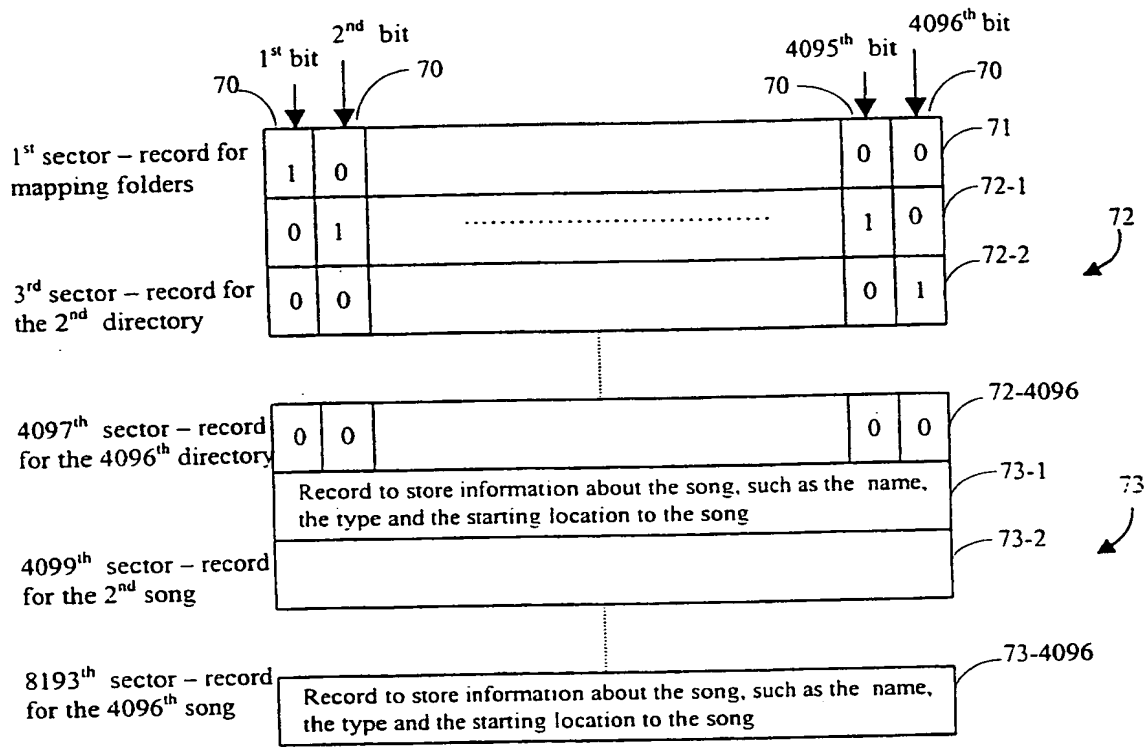 4096th bit
2nd bit
4095th bit
1st bit
70
70
70
70
1st sector – record for
mapping folders
1 0 0 0
71
0 1 ........................................ 1 0
72-1
72
3rd sector – record for
the 2nd directory
0 0 0 1
72-2
4097th sector – record
for the 4096th directory
0 0 0 0
72-4096
Record to store information about the song, such as the name,
the type and the starting location to the song
73-1
73
4099th sector – record
for the 2nd song
73-2
8193th sector – record
for the 4096th song
Record to store information about the song, such as the name,
the type and the starting location to the song
73-4096